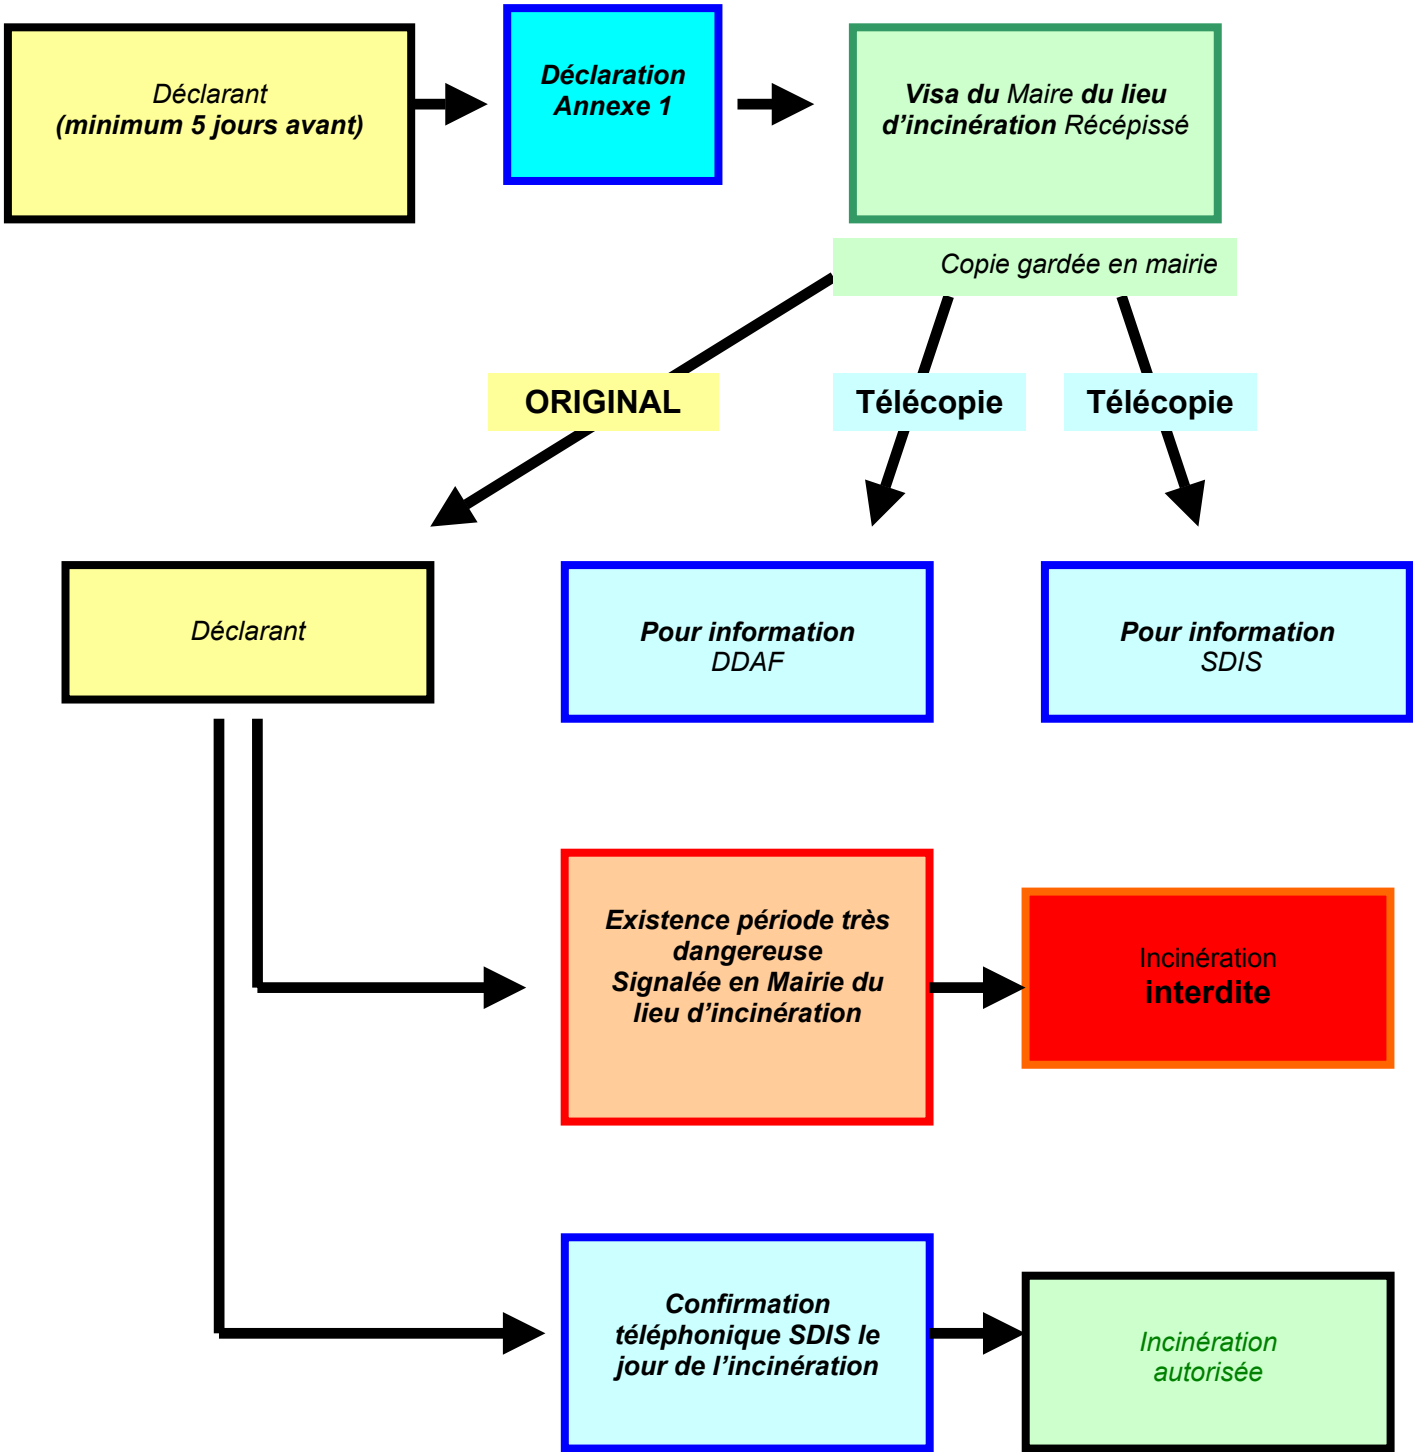 Déclarant
(minimum 5 jours avant)
Déclaration
Annexe 1
Visa du Maire du lieu
d’incinération Récépissé
Copie gardée en mairie
ORIGINAL
Télécopie
Télécopie
Déclarant
Pour information
DDAF
Pour information
SDIS
Existence période très
dangereuse
Signalée en Mairie du
lieu d’incinération
Incinération
interdite
Confirmation
téléphonique SDIS le
jour de l’incinération
Incinération
autorisée